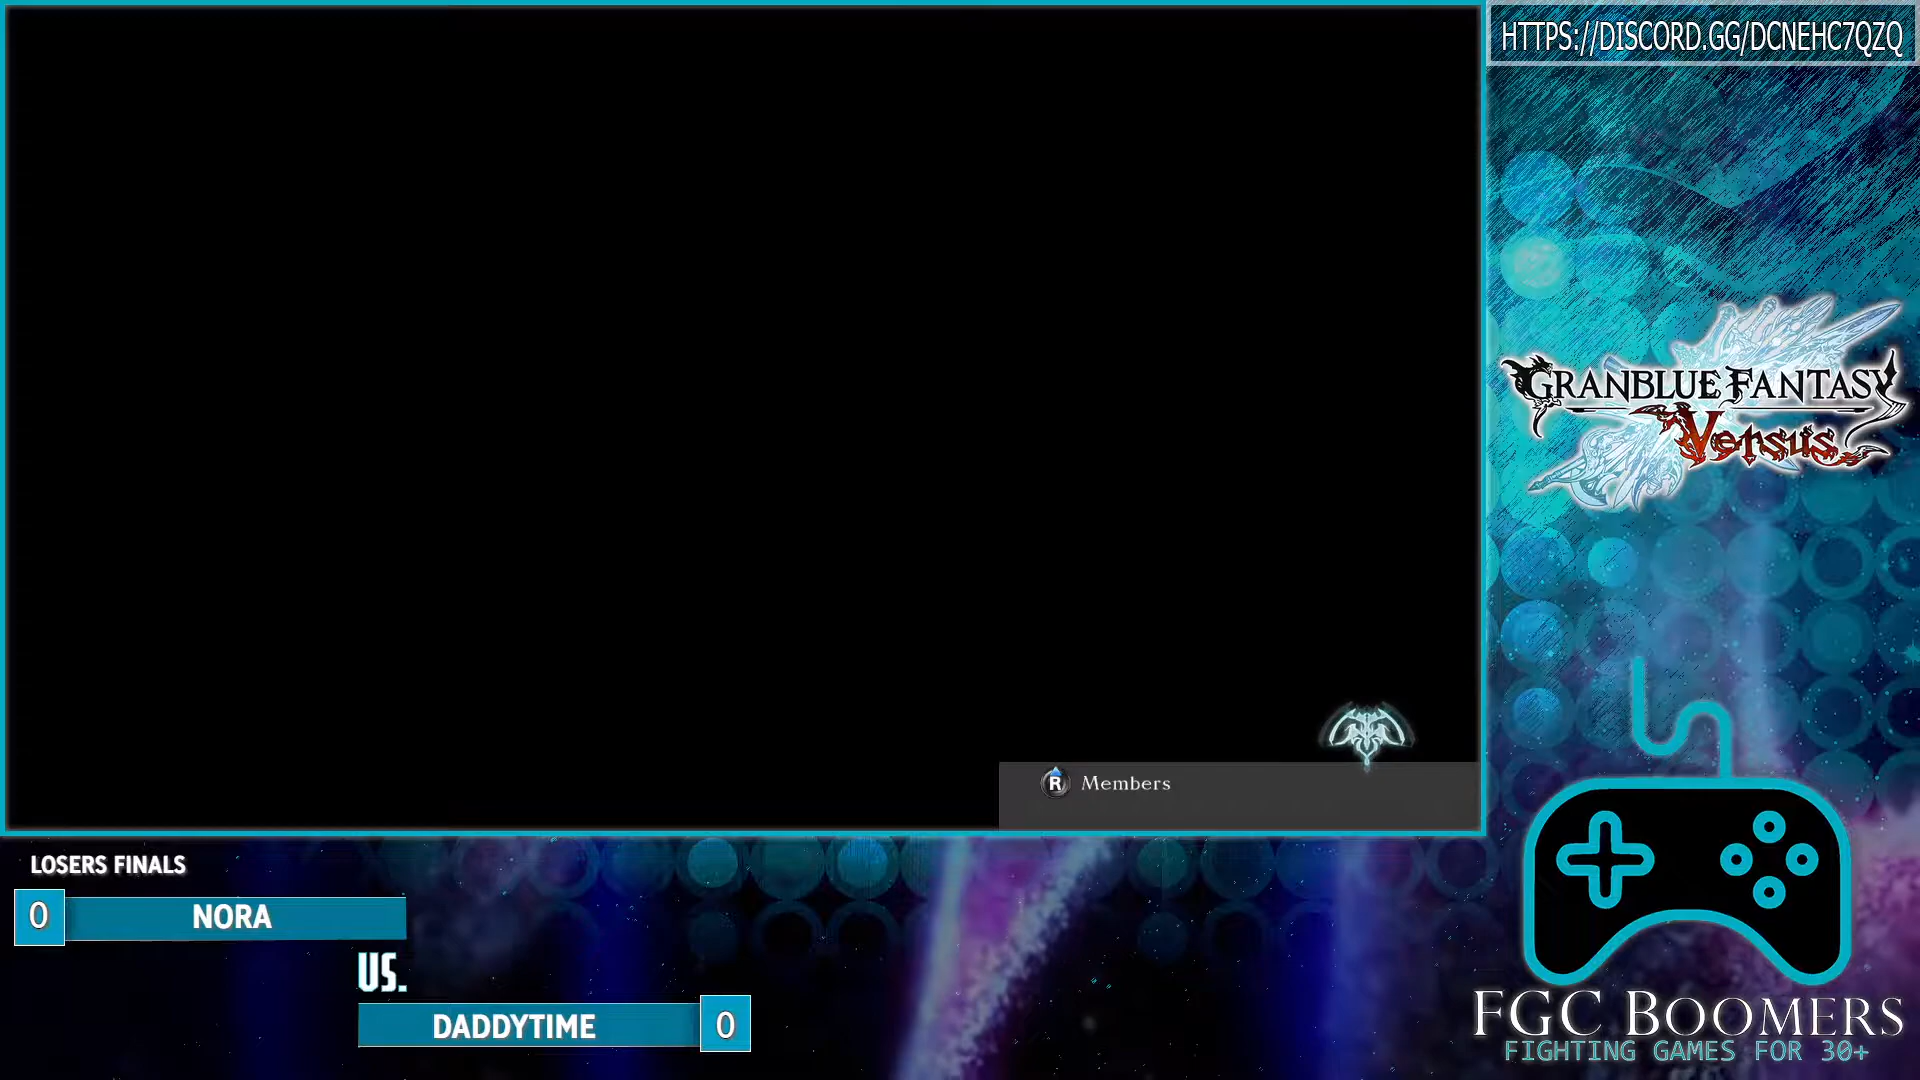 HTTPS://DISCORD.GG/DCNEHC7QZQ
GRANBLUE FANTASY
Versus
R Members
LOSERS FINALS
0 NORA
VS.
DADDYTIME 0
FGC BOOMERS
FIGHTING GAMES FOR 30+